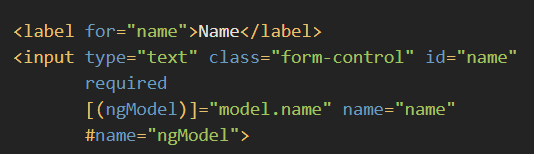 <label for="name">Name</label>
<input type="text" class="form-control" id="name"
required
[(ngModel)]="model.name" name="name"
#name="ngModel">